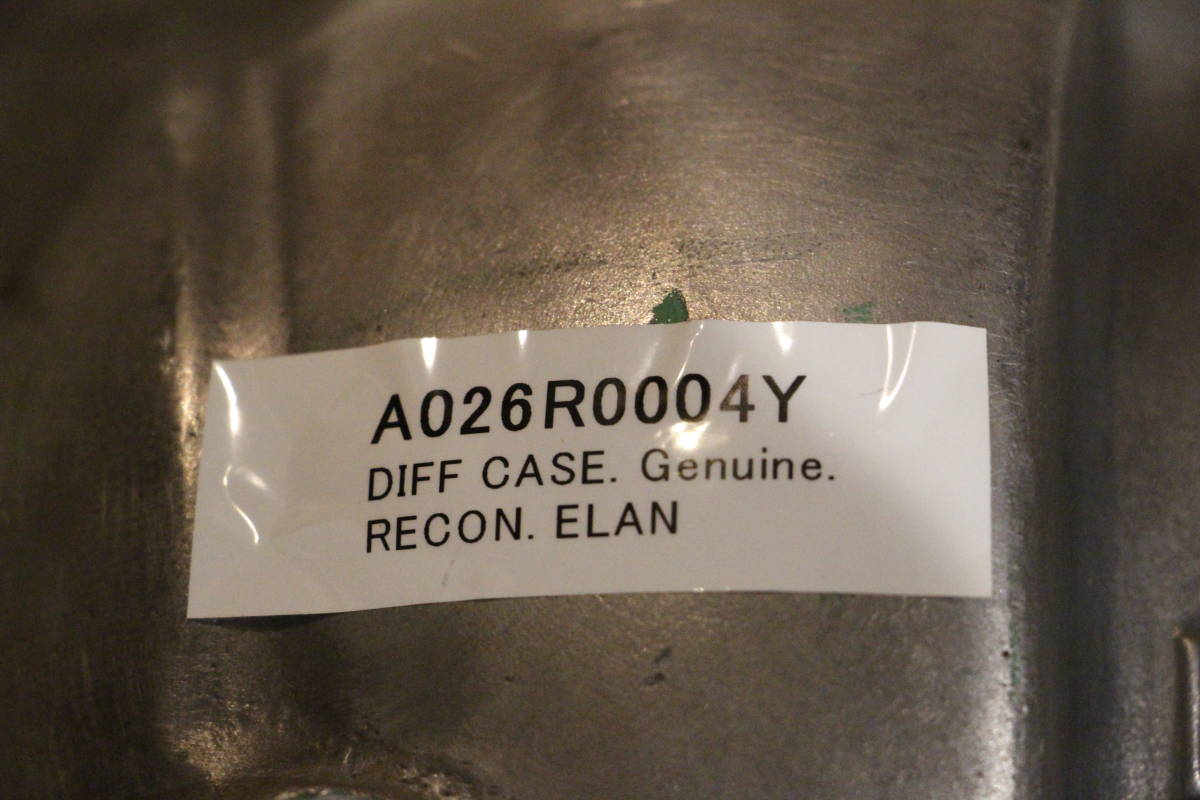 A026R0004Y
DIFF CASE. Genuine.
RECON. ELAN